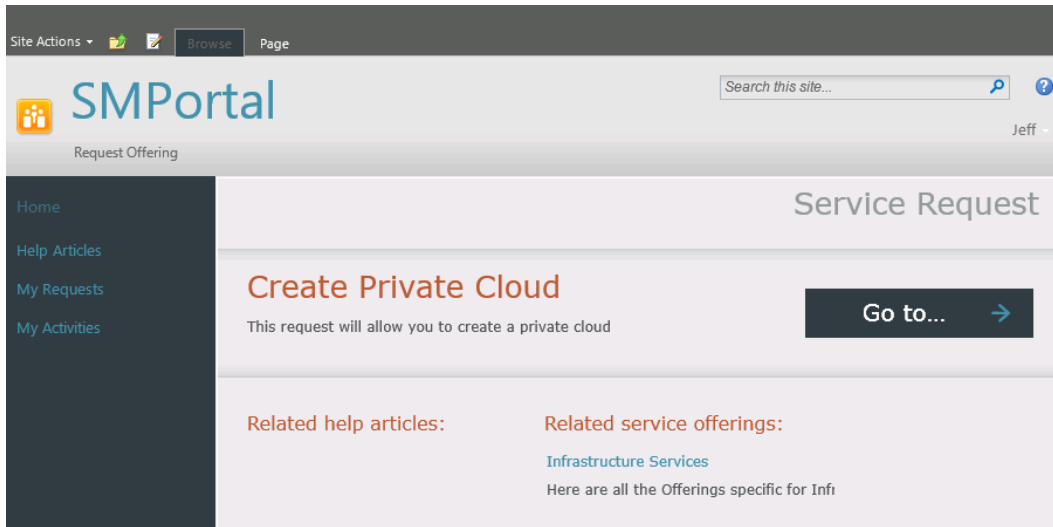 Site Actions Browse Page
SMPortal
Search this site...
Jeff
Request Offering
Home
Help Articles
My Requests
My Activities
Service Request
Create Private Cloud
This request will allow you to create a private cloud
Go to...
Related help articles:
Related service offerings:
Infrastructure Services
Here are all the Offerings specific for